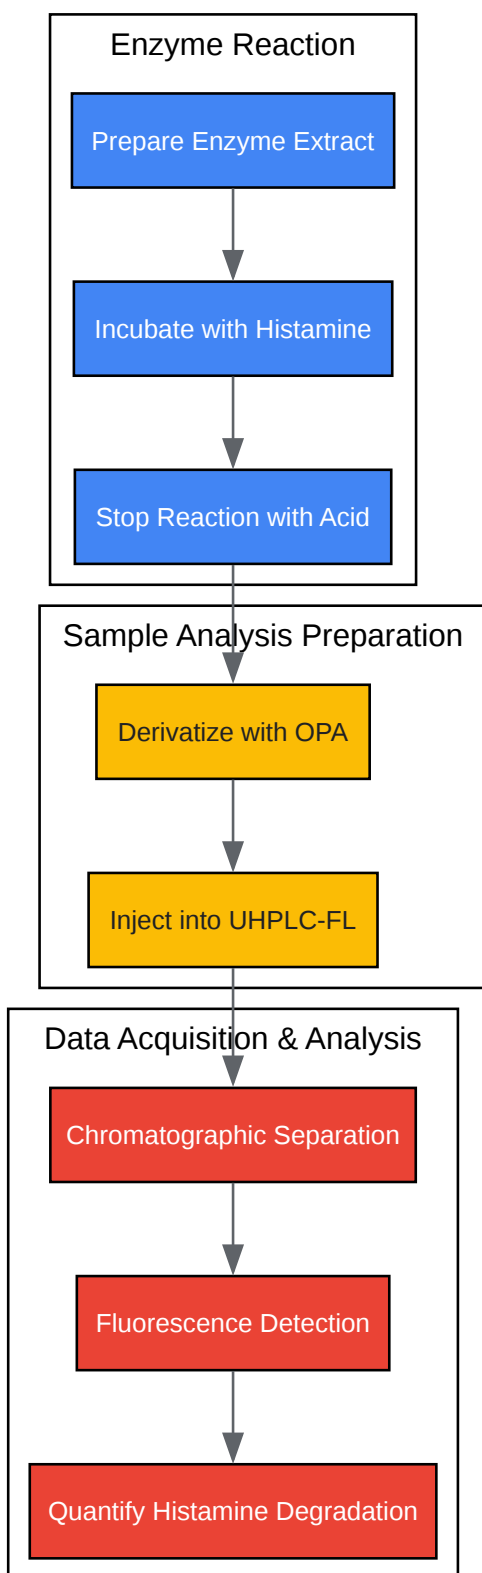 Enzyme Reaction
Prepare Enzyme Extract
Incubate with Histamine
Stop Reaction with Acid
Sample Analysis Preparation
Derivatize with OPA
Inject into UHPLC-FL
Data Acquisition & Analysis
Chromatographic Separation
Fluorescence Detection
Quantify Histamine Degradation